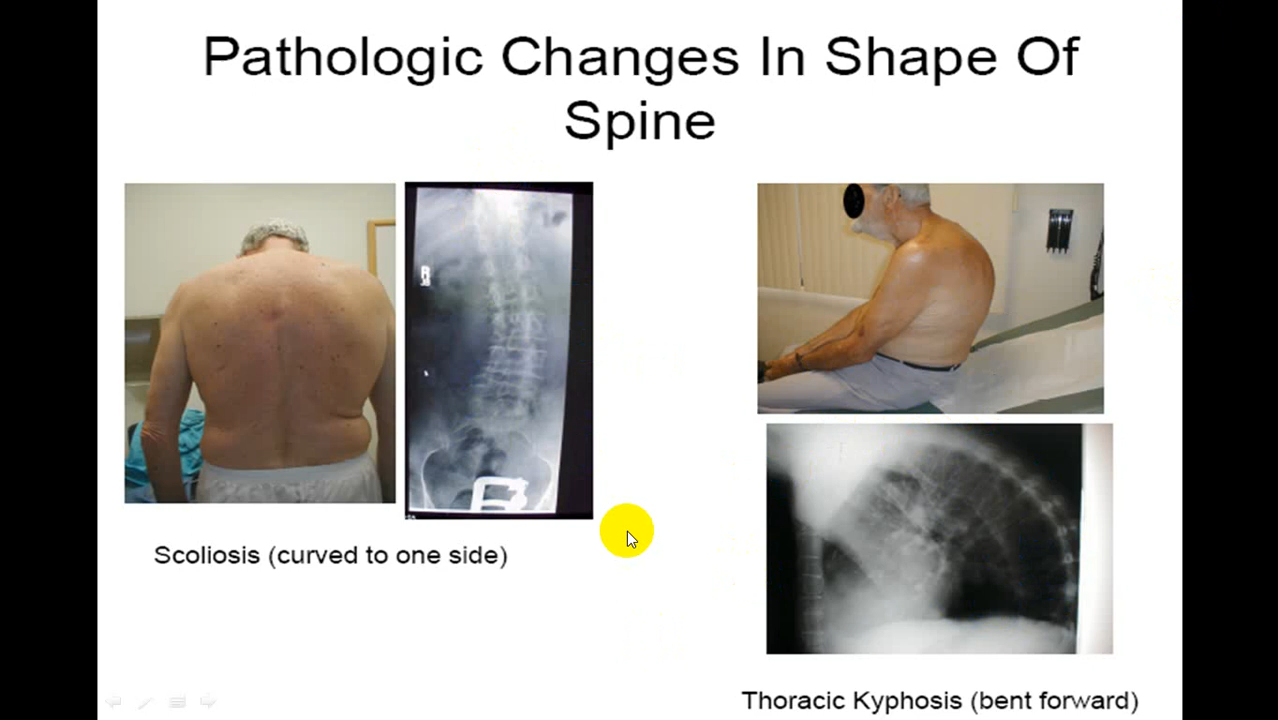 Pathologic Changes In Shape Of
Spine
R
Scoliosis (curved to one side)
Thoracic Kyphosis (bent forward)